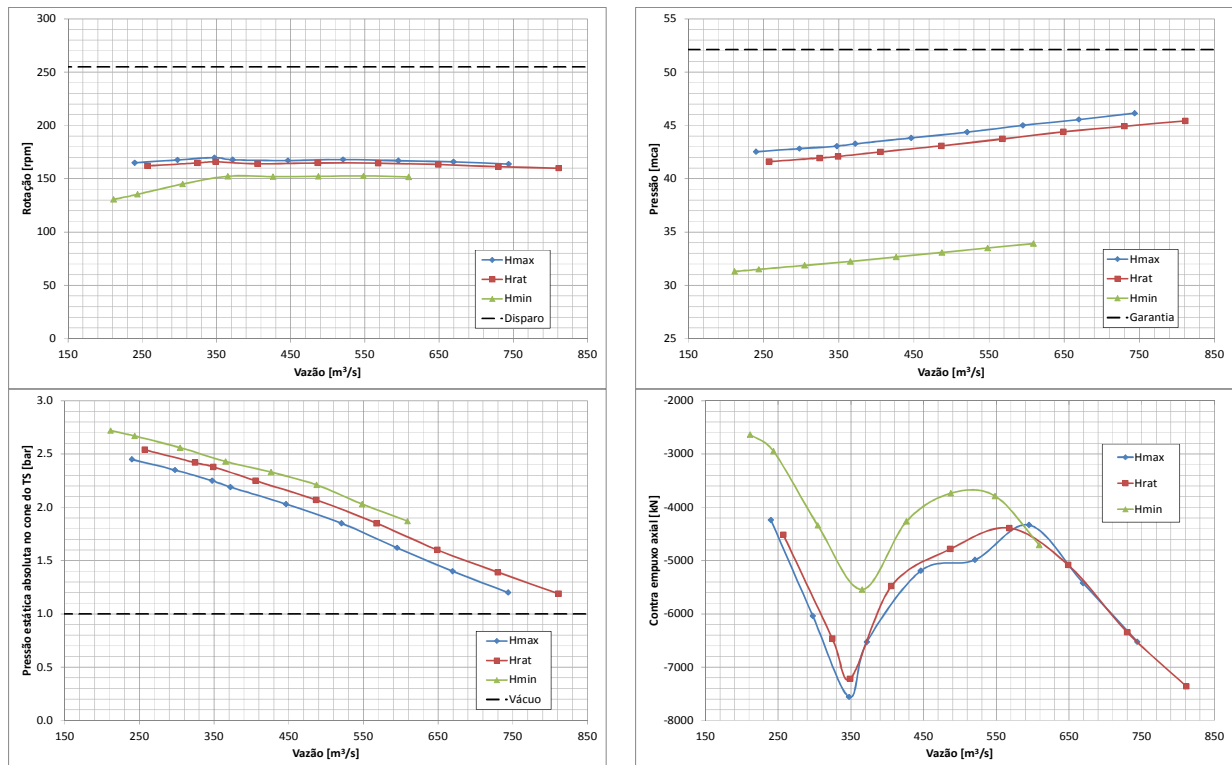 300
250
200
150
100
50
0
Rotação [rpm]
Hmax
Hrat
Hmin
Disparo
150 250 350 450 550 650 750 850
Vazão [m³/s]
55
50
45
40
35
30
25
Pressão [mca]
Hmax
Hrat
Hmin
Garantia
150 250 350 450 550 650 750 850
Vazão [m³/s]
3.0
2.5
2.0
1.5
1.0
0.5
0.0
Pressão estática absoluta no cone do TS [bar]
Hmax
Hrat
Hmin
Vácuo
150 250 350 450 550 650 750 850
Vazão [m³/s]
-2000
-3000
-4000
-5000
-6000
-7000
-8000
Contra empuxo axial [kN]
Hmax
Hrat
Hmin
150 250 350 450 550 650 750 850
Vazão [m³/s]